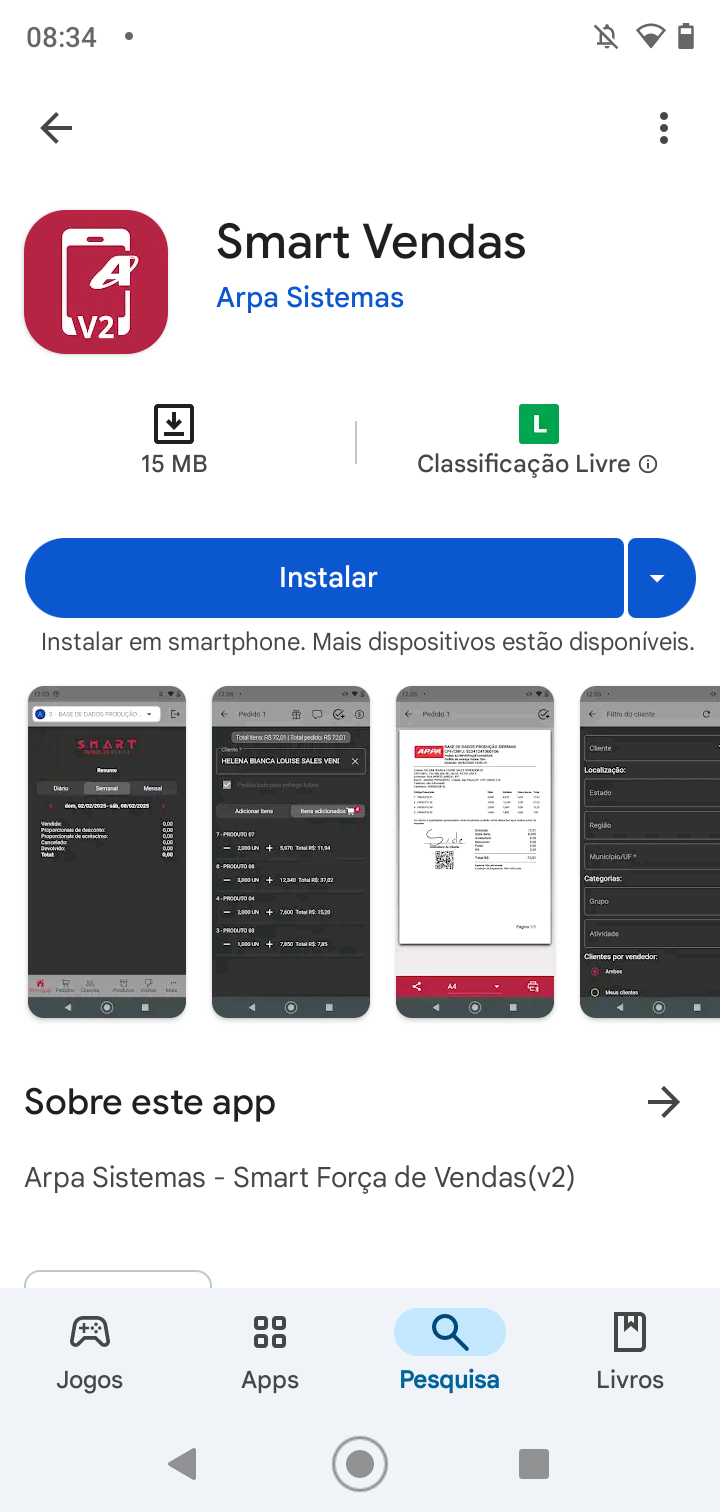 08:34
V2
Smart Vendas
Arpa Sistemas
15 MB
L
Classificação Livre
Instalar
Instalar em smartphone. Mais dispositivos estão disponíveis.
12:03
2 - BASE DE DADOS PRODUÇÃO...
SMART
Resumo
Diário Semanal Mensal
dom, 02/02/2025 - sáb, 08/02/2025
Vendido: 0,00
Proporcionais de desconto: 0,00
Proporcionais de acréscimo: 0,00
Cancelado: 0,00
Devolvido: 0,00
Total: 0,00
Principal Pedidos Clientes Produtos Visitas Mais
12:04
Pedido 1
Total itens: R$ 72,01 | Total pedido: R$ 72,01
Cliente *
HELENA BIANCA LOUISE SALES VENI
Pedido todo para entrega futura
Adicionar itens Itens adicionados 4
7 - PRODUTO 07
2,000 UN 5,970 Total R$: 11,94
6 - PRODUTO 06
3,000 UN 12,340 Total R$: 37,02
4 - PRODUTO 04
2,000 UN 7,600 Total R$: 15,20
3 - PRODUTO 03
1,000 UN 7,850 Total R$: 7,85
12:05
Pedido 1
ARPA
BASE DE DADOS PRODUÇÃO SIDERAIS
Página 1/1
A4
12:05
Filtro do cliente
Cliente
Localização:
Estado
Região
Município/UF *
Categorias:
Grupo
Atividade
Clientes por vendedor:
Ambos
Meus clientes
Sobre este app
Arpa Sistemas - Smart Força de Vendas(v2)
Jogos
Apps
Pesquisa
Livros